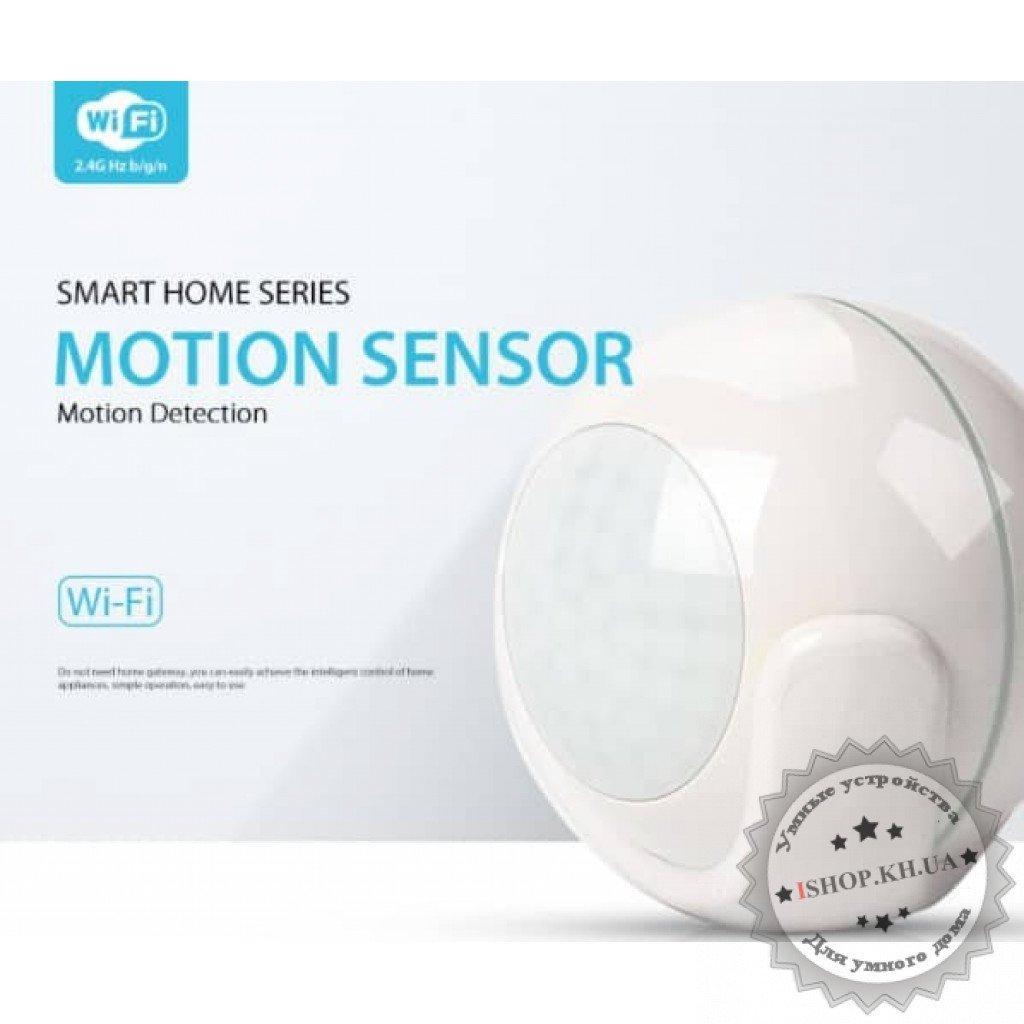 Wi Fi
2.4G Hz b/g/n
SMART HOME SERIES
MOTION SENSOR
Motion Detection
Wi-Fi
Do not need home gateway, you can easily achieve the intelligent control of home
appliances, simple operation, easy to use
Умные устройства
ISHOP.KH.UA
Для умного дома